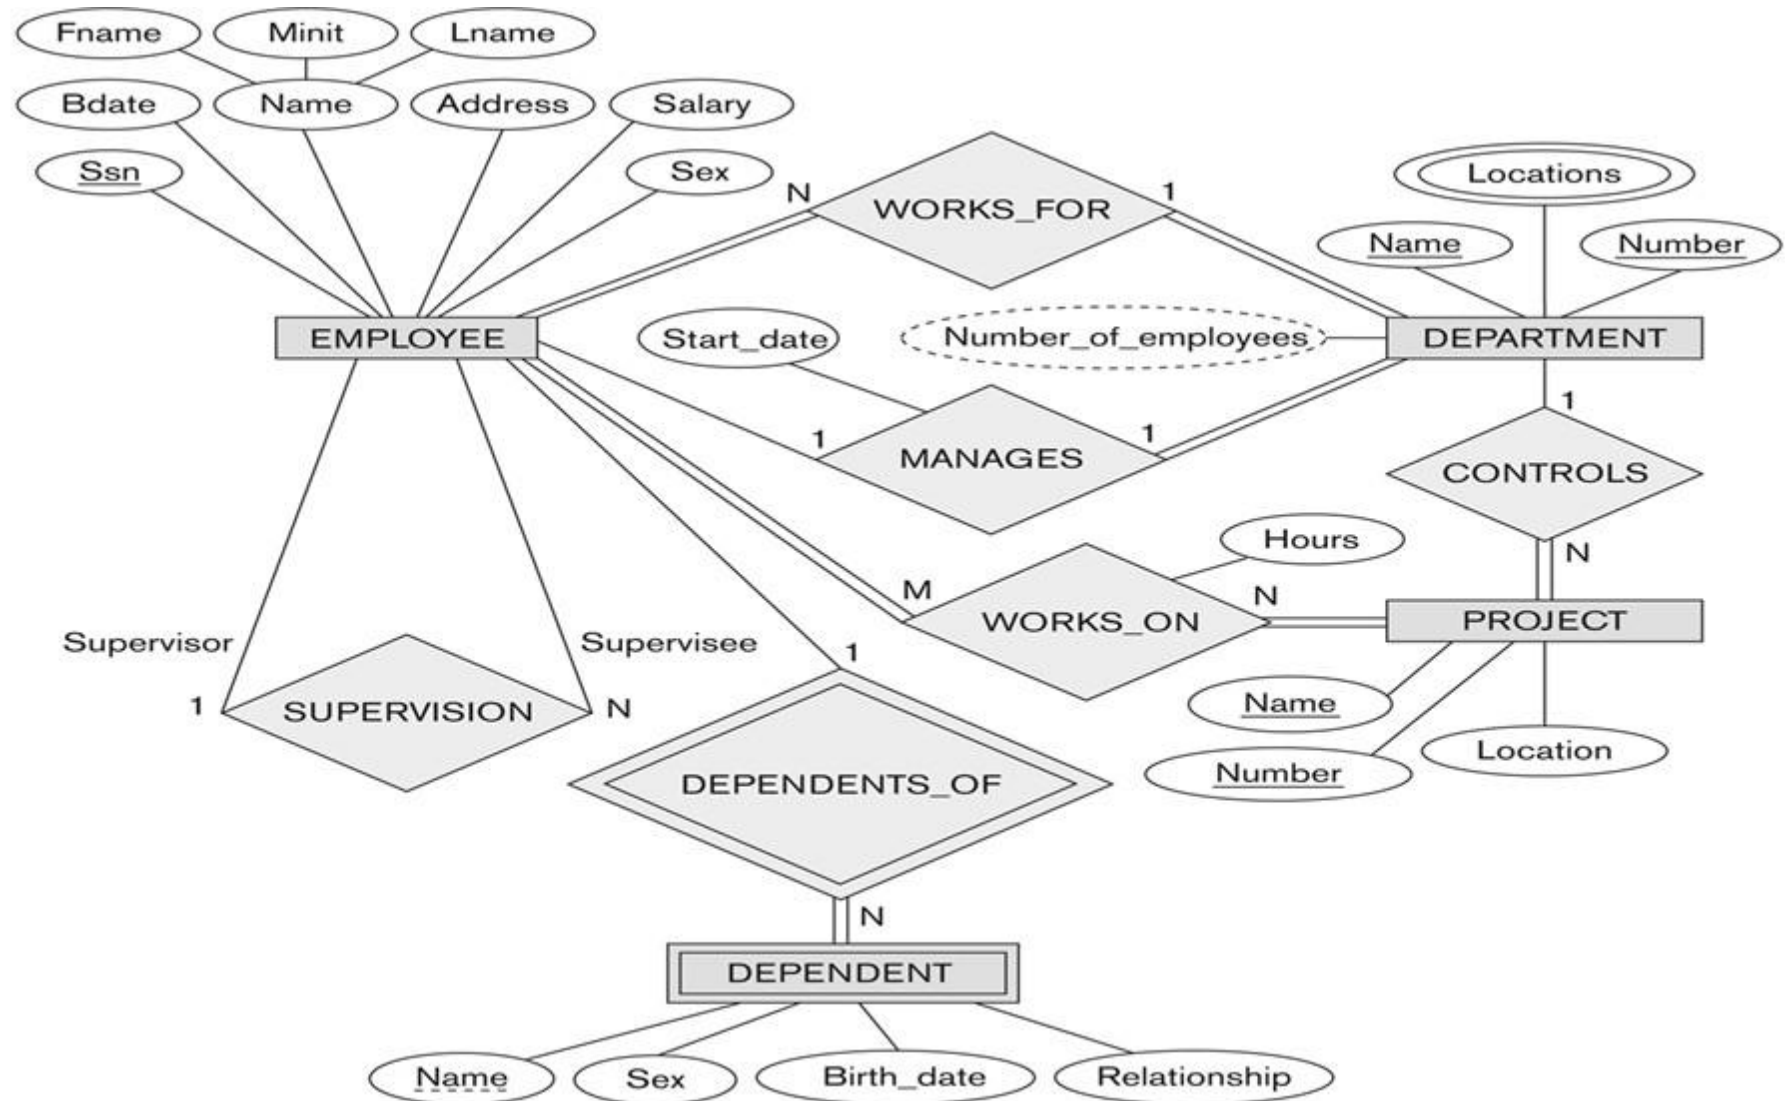 Fname
Minit
Lname
Bdate
Name
Address
Salary
Ssn
Sex
N
WORKS_FOR
1
Locations
Name
Number
EMPLOYEE
Start_date
Number_of_employees
DEPARTMENT
1
MANAGES
1
1
CONTROLS
N
Hours
M
WORKS_ON
N
PROJECT
Supervisor
Supervisee
1
1
SUPERVISION
N
Name
Number
Location
DEPENDENTS_OF
N
DEPENDENT
Name
Sex
Birth_date
Relationship